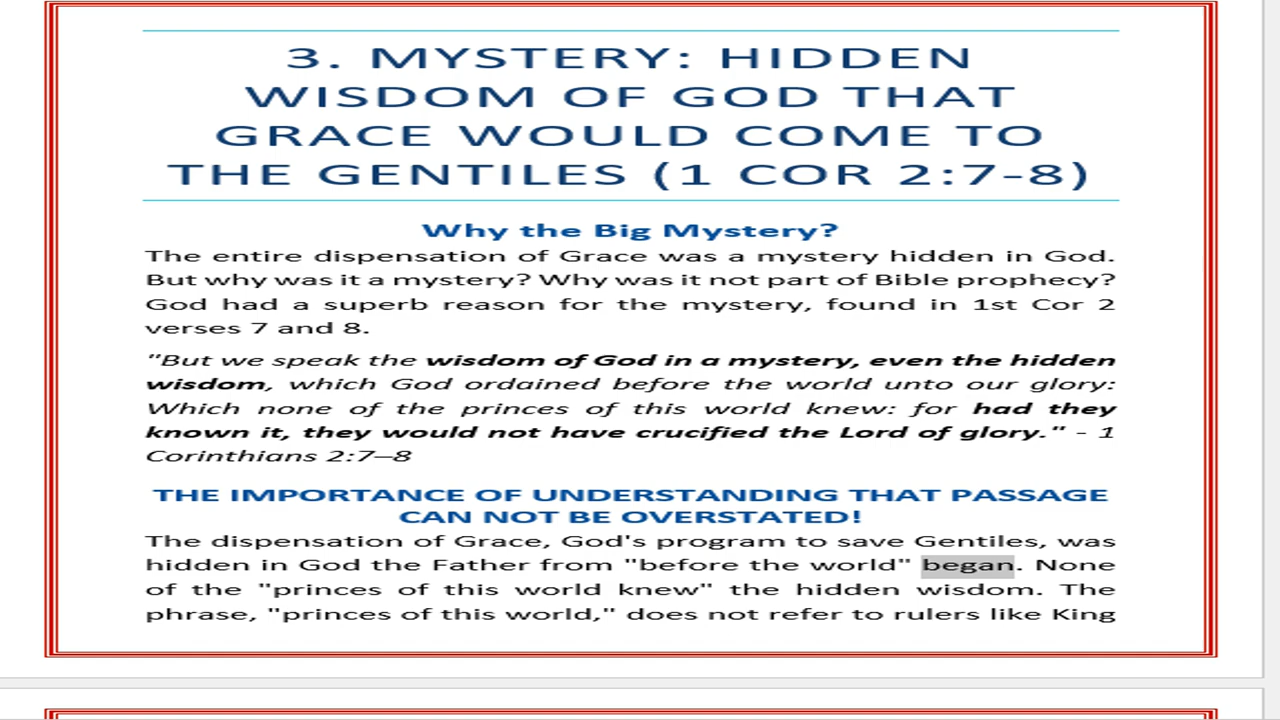 3. MYSTERY: HIDDEN
WISDOM OF GOD THAT
GRACE WOULD COME TO
THE GENTILES (1 COR 2:7-8)
Why the Big Mystery?
The entire dispensation of Grace was a mystery hidden in God.
But why was it a mystery? Why was it not part of Bible prophecy?
God had a superb reason for the mystery, found in 1st Cor 2
verses 7 and 8.
"But we speak the wisdom of God in a mystery, even the hidden
wisdom, which God ordained before the world unto our glory:
Which none of the princes of this world knew: for had they
known it, they would not have crucified the Lord of glory." - 1
Corinthians 2:7–8
THE IMPORTANCE OF UNDERSTANDING THAT PASSAGE
CAN NOT BE OVERSTATED!
The dispensation of Grace, God's program to save Gentiles, was
hidden in God the Father from "before the world" began. None
of the "princes of this world knew" the hidden wisdom. The
phrase, "princes of this world," does not refer to rulers like King